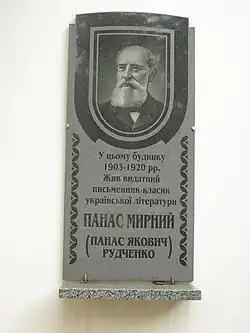 У цьому будинку
1903-1920 рр.
Жив видатний
письменник-класик
української літератури
ПАНАС МИРНИЙ
(ПАНАС ЯКОВИЧ
РУДЧЕНКО)